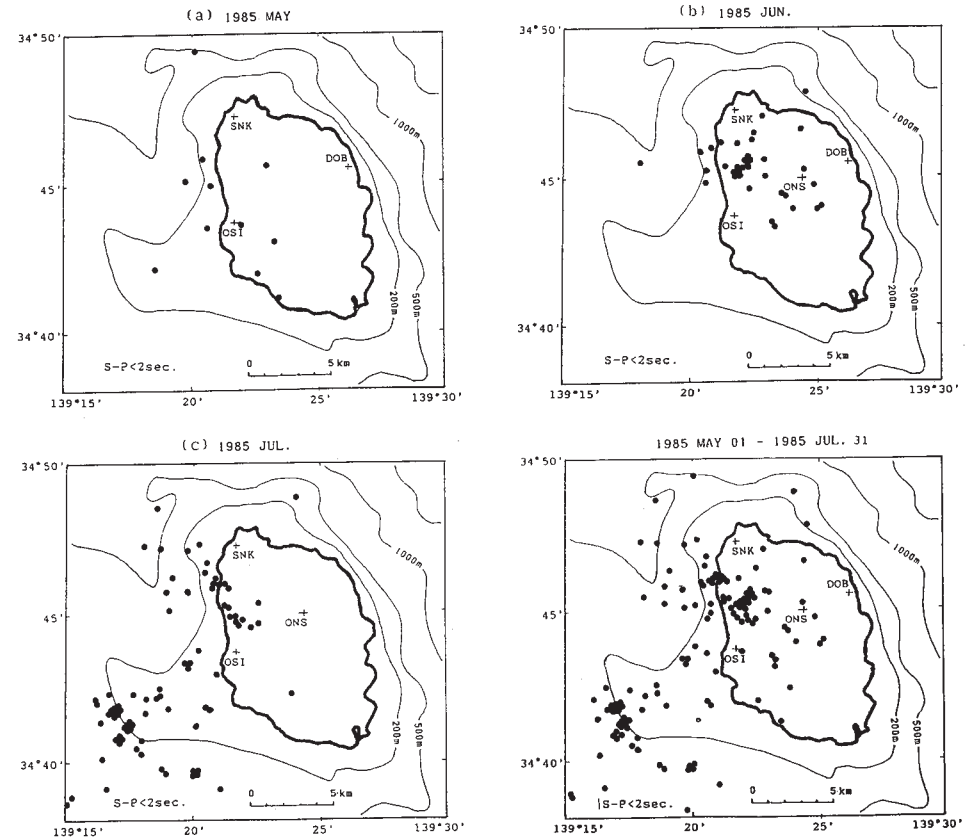 (a) 1985 MAY
34°50'
1000m
SNK
DOB
45'
OSI
200m
500m
34°40'
S-P<2sec.
0 5km
139°15' 20' 25' 139°30'
(b) 1985 JUN.
34°50'
1000m
SNK
DOB
45'
ONS
OSI
200m
500m
34°40'
S-P<2sec.
0 5km
139°15' 20' 25' 139°30'
(c) 1985 JUL.
34°50'
1000m
SNK
45'
ONS
OSI
200m
500m
34°40'
S-P<2sec.
0 5km
139°15' 20' 25' 139°30'
1985 MAY 01 - 1985 JUL. 31
34°50'
1000m
SNK
DOB
45'
ONS
OSI
200m
500m
34°40'
S-P<2sec.
0 5km
139°15' 20' 25' 139°30'